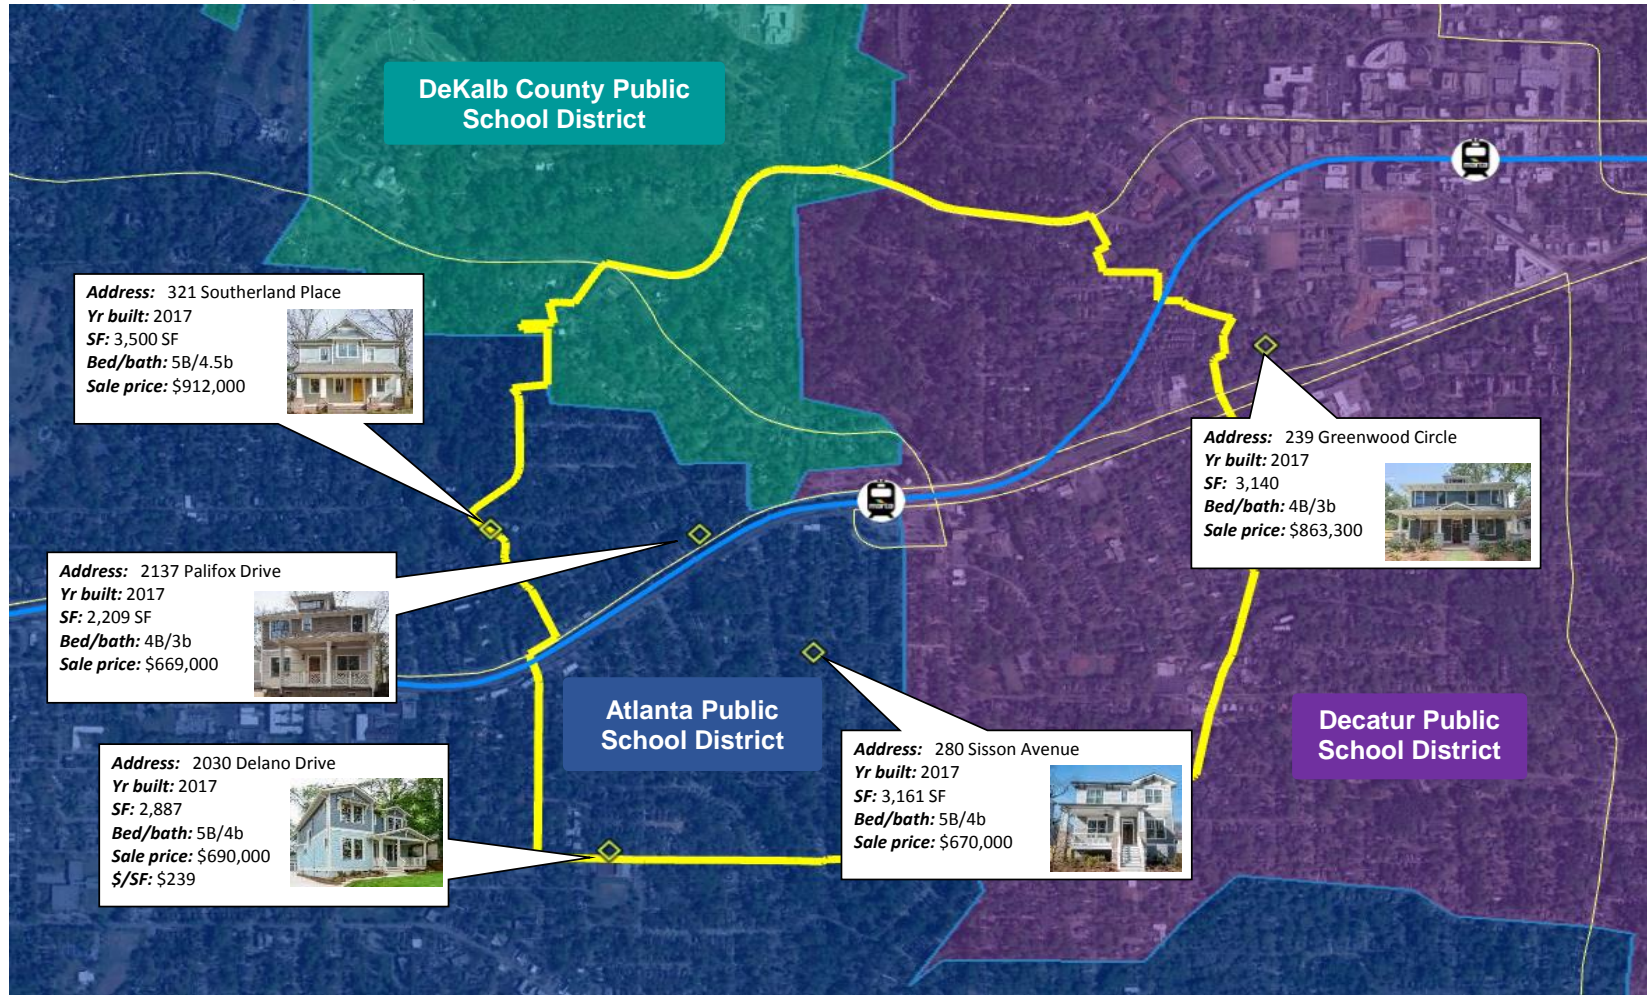 DeKalb County Public
School District
Address: 321 Southerland Place
Yr built: 2017
SF: 3,500 SF
Bed/bath: 5B/4.5b
Sale price: $912,000
Address: 239 Greenwood Circle
Yr built: 2017
SF: 3,140
Bed/bath: 4B/3b
Sale price: $863,300
marta
marta
Address: 2137 Palifox Drive
Yr built: 2017
SF: 2,209 SF
Bed/bath: 4B/3b
Sale price: $669,000
Atlanta Public
School District
Decatur Public
School District
Address: 2030 Delano Drive
Yr built: 2017
SF: 2,887
Bed/bath: 5B/4b
Sale price: $690,000
$/SF: $239
Address: 280 Sisson Avenue
Yr built: 2017
SF: 3,161 SF
Bed/bath: 5B/4b
Sale price: $670,000